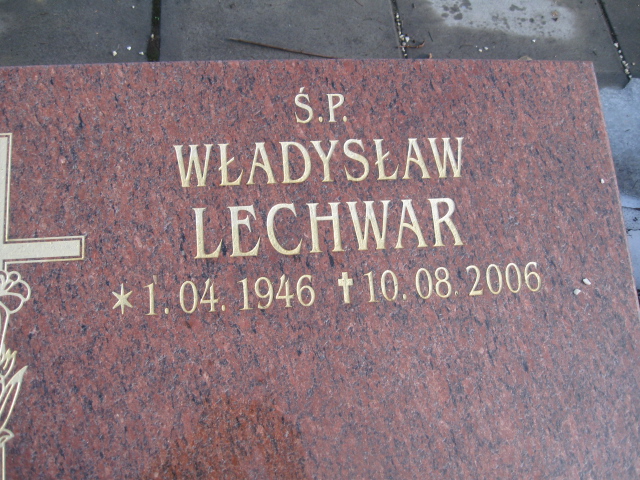 Ś.P.
WŁADYSŁAW
LECHWAR
* 1. 04. 1946 ✝ 10. 08. 2006